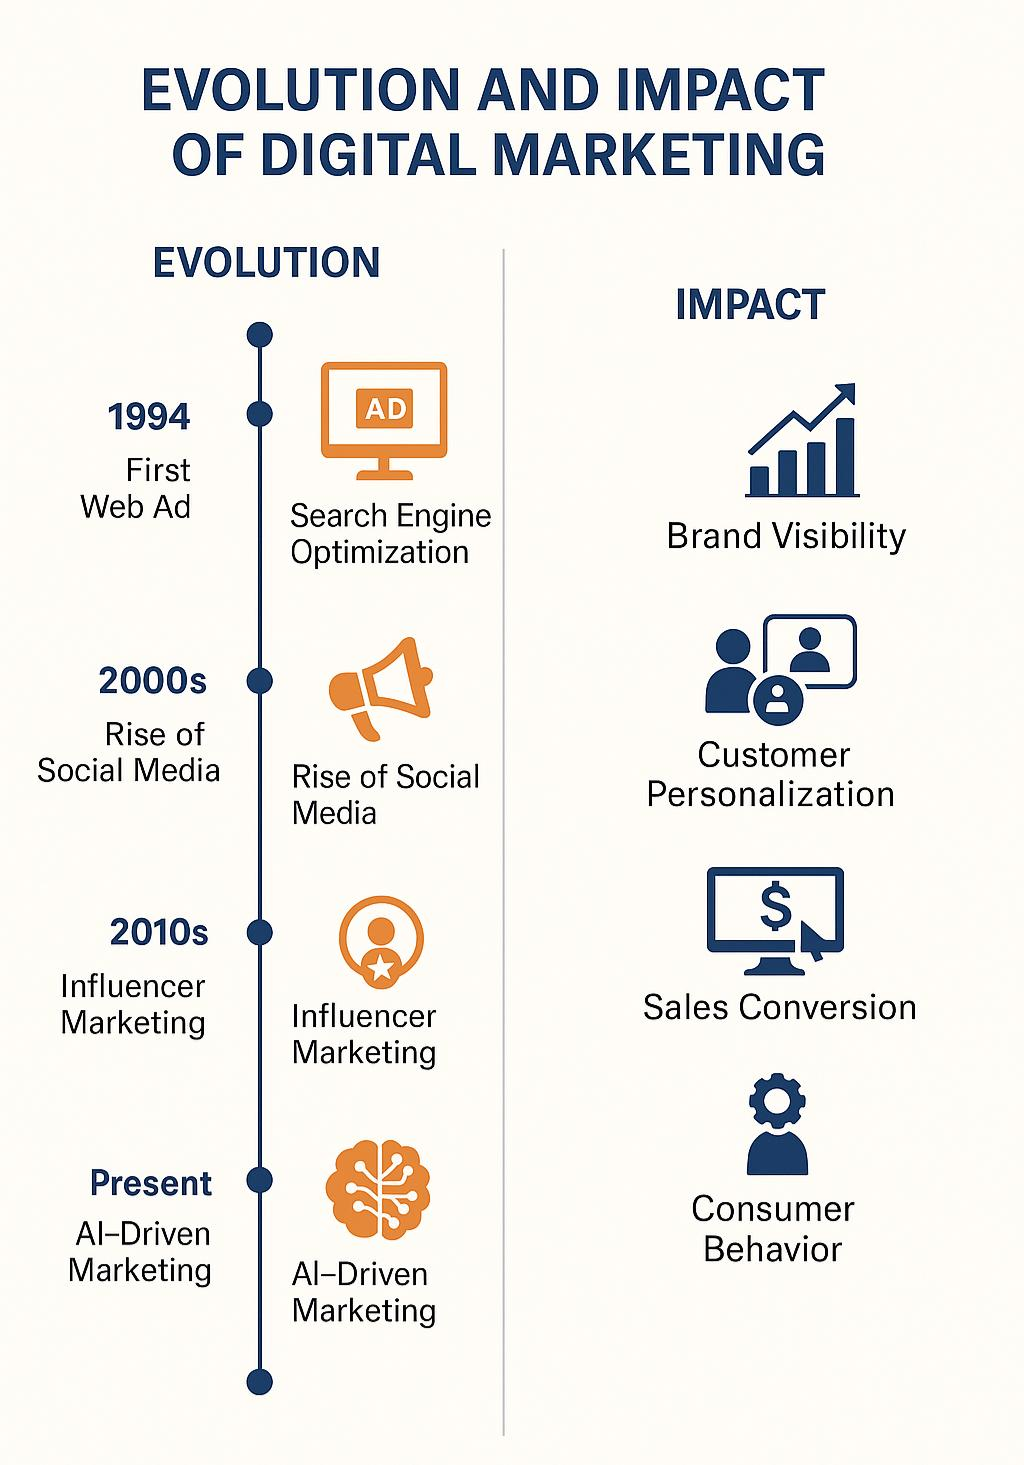 EVOLUTION AND IMPACT
OF DIGITAL MARKETING
EVOLUTION
1994
First
Web Ad
AD
Search Engine
Optimization
2000s
Rise of
Social Media
Rise of Social
Media
2010s
Influencer
Marketing
Influencer
Marketing
Present
AI–Driven
Marketing
AI–Driven
Marketing
IMPACT
Brand Visibility
Customer
Personalization
$
Sales Conversion
Consumer
Behavior